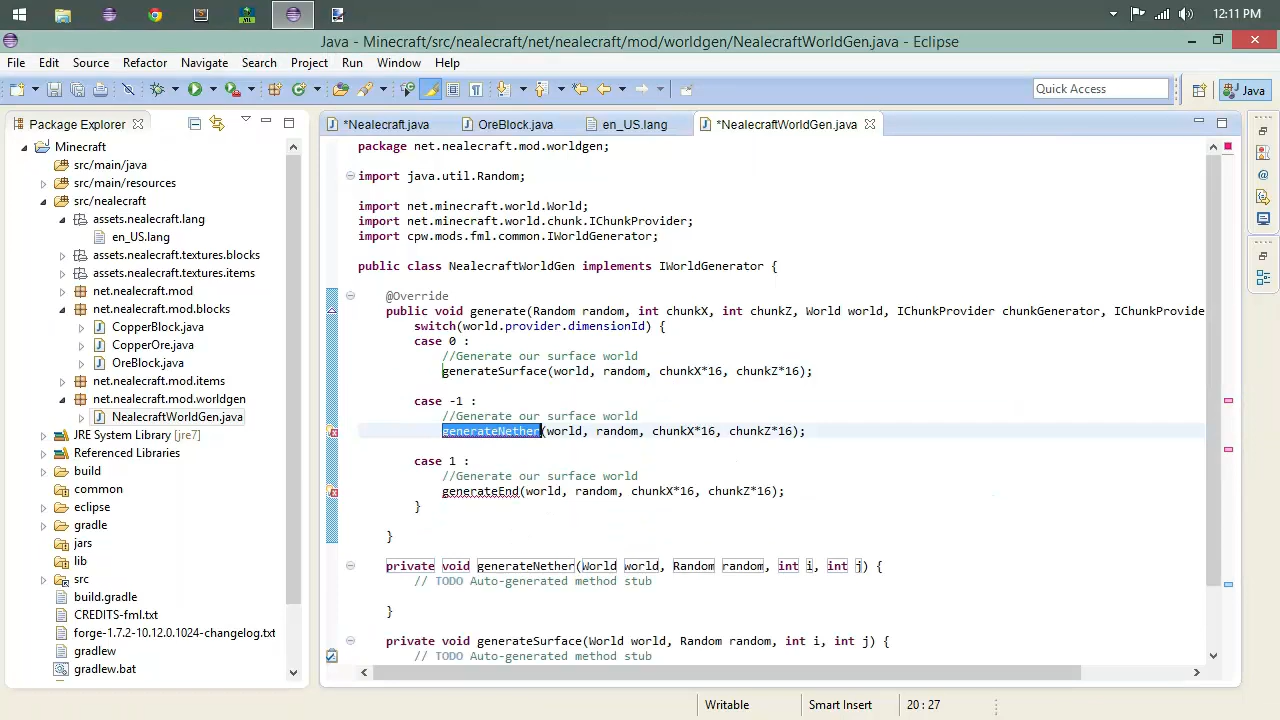 12:11 PM
Java - Minecraft/src/nealecraft/net/nealecraft/mod/worldgen/NealecraftWorldGen.java - Eclipse
File Edit Source Refactor Navigate Search Project Run Window Help
Quick Access
Java
Package Explorer
*Nealecraft.java
OreBlock.java
en_US.lang
*NealecraftWorldGen.java
Minecraft
src/main/java
src/main/resources
src/nealecraft
assets.nealecraft.lang
en_US.lang
assets.nealecraft.textures.blocks
assets.nealecraft.textures.items
net.nealecraft.mod
net.nealecraft.mod.blocks
CopperBlock.java
CopperOre.java
OreBlock.java
net.nealecraft.mod.items
net.nealecraft.mod.worldgen
NealecraftWorldGen.java
JRE System Library [jre7]
Referenced Libraries
build
common
eclipse
gradle
jars
lib
src
build.gradle
CREDITS-fml.txt
forge-1.7.2-10.12.0.1024-changelog.txt
gradlew
gradlew.bat
package net.nealecraft.mod.worldgen;
import java.util.Random;
import net.minecraft.world.World;
import net.minecraft.world.chunk.IChunkProvider;
import cpw.mods.fml.common.IWorldGenerator;
public class NealecraftWorldGen implements IWorldGenerator {
@Override
public void generate(Random random, int chunkX, int chunkZ, World world, IChunkProvider chunkGenerator, IChunkProvide
switch(world.provider.dimensionId) {
case 0 :
//Generate our surface world
generateSurface(world, random, chunkX*16, chunkZ*16);
case -1 :
//Generate our surface world
generateNether(world, random, chunkX*16, chunkZ*16);
case 1 :
//Generate our surface world
generateEnd(world, random, chunkX*16, chunkZ*16);
}
}
private void generateNether(World world, Random random, int i, int j) {
// TODO Auto-generated method stub
}
private void generateSurface(World world, Random random, int i, int j) {
// TODO Auto-generated method stub
Writable
Smart Insert
20 : 27